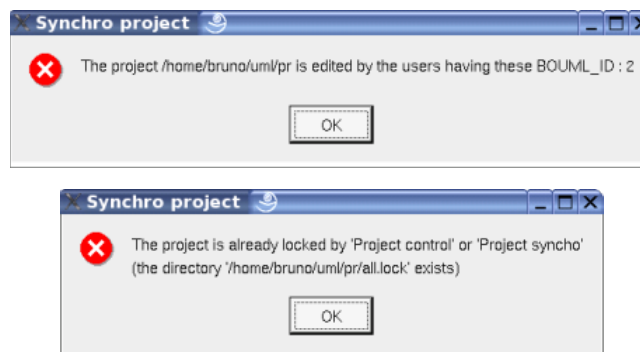 Synchro project
The project /home/bruno/uml/pr is edited by the users having these BOUML_ID : 2
OK
Synchro project
The project is already locked by 'Project control' or 'Project syncho'
(the directory '/home/bruno/uml/pr/all.lock' exists)
OK